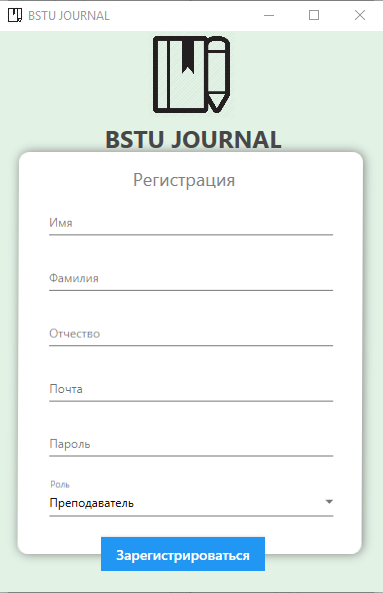 BSTU JOURNAL
BSTU JOURNAL
Регистрация
Имя
Фамилия
Отчество
Почта
Пароль
Роль
Преподаватель
Зарегистрироваться